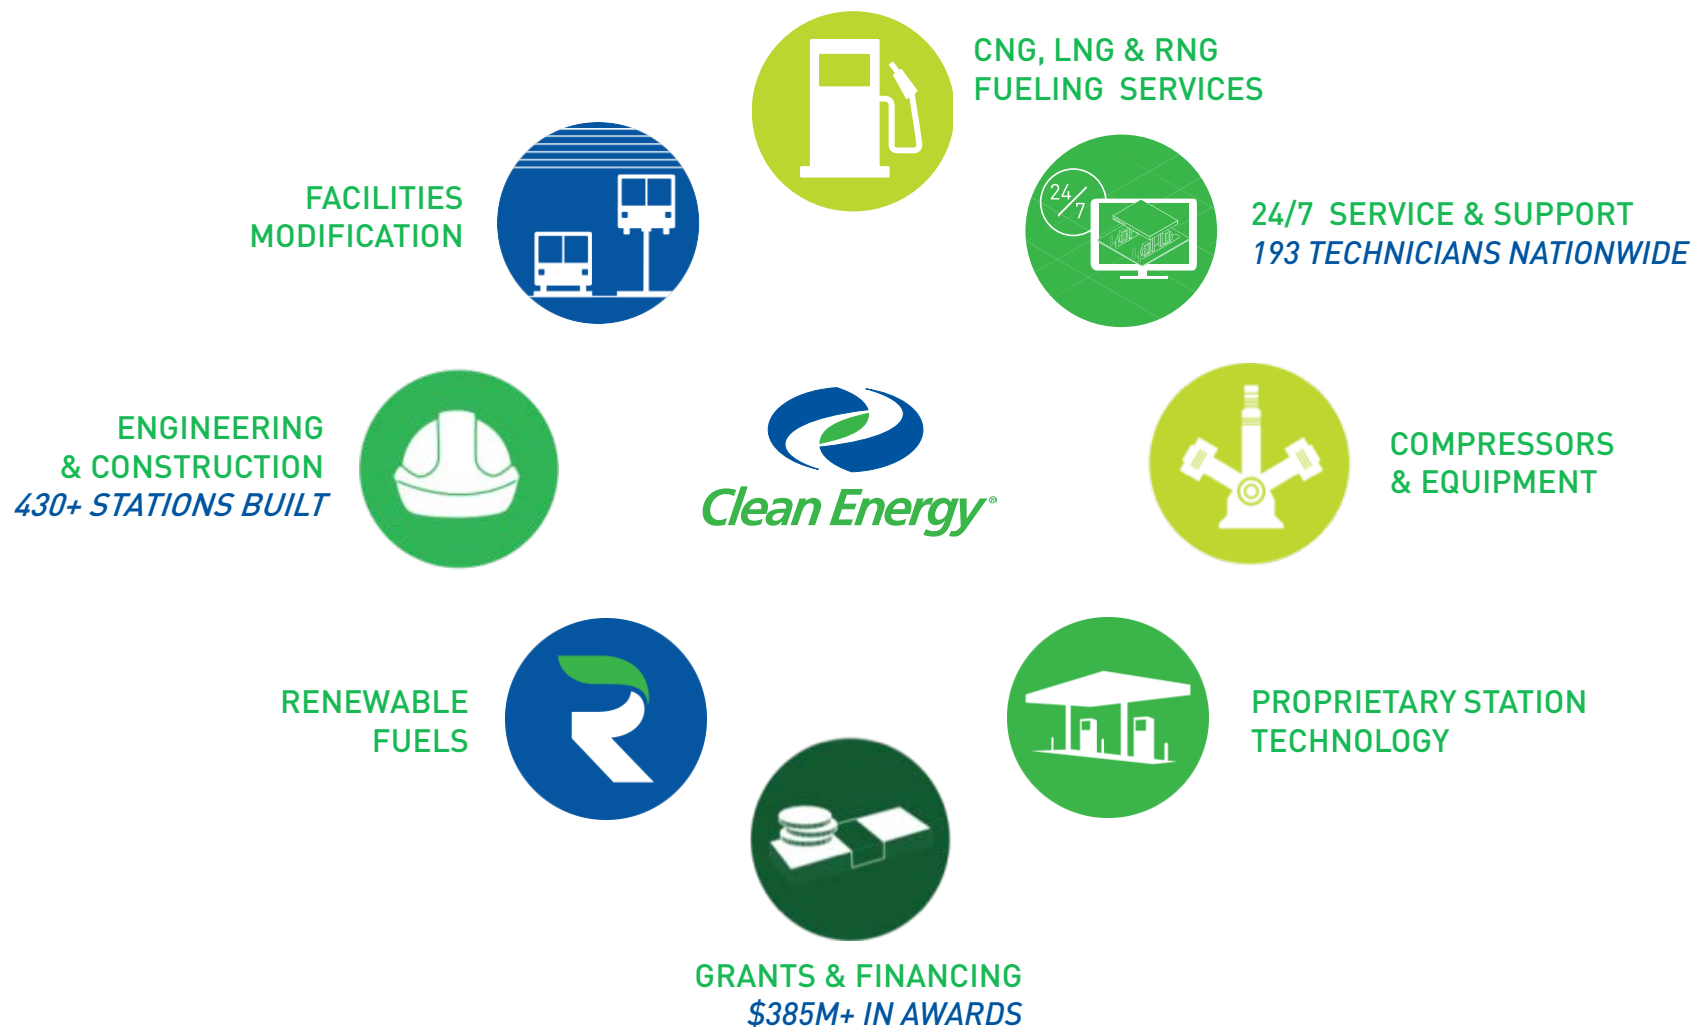 CNG, LNG & RNG
FUELING SERVICES
24/7
24/7 SERVICE & SUPPORT
193 TECHNICIANS NATIONWIDE
FACILITIES
MODIFICATION
ENGINEERING
& CONSTRUCTION
430+ STATIONS BUILT
Clean Energy®
COMPRESSORS
& EQUIPMENT
RENEWABLE
FUELS
R
PROPRIETARY STATION
TECHNOLOGY
GRANTS & FINANCING
$385M+ IN AWARDS